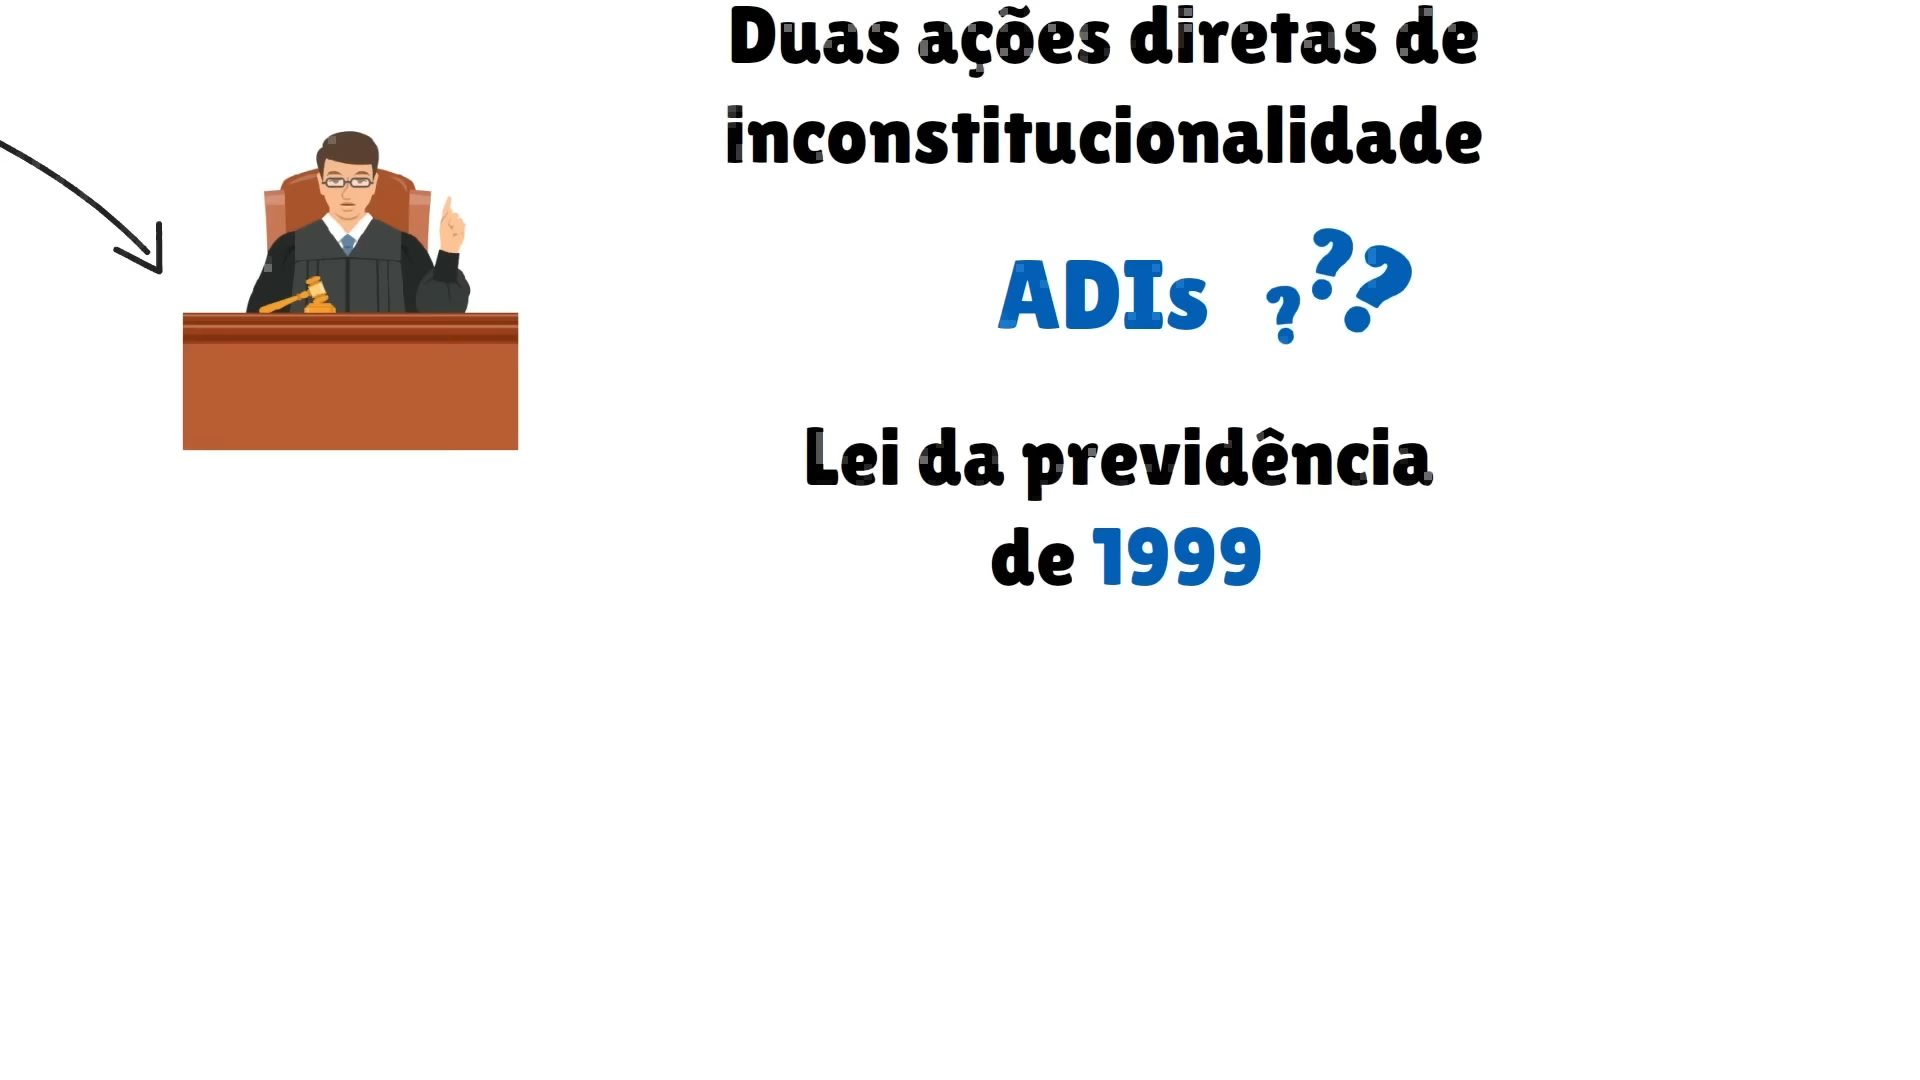 Duas ações diretas de
inconstitucionalidade
ADIs ???
Lei da previdência
de 1999